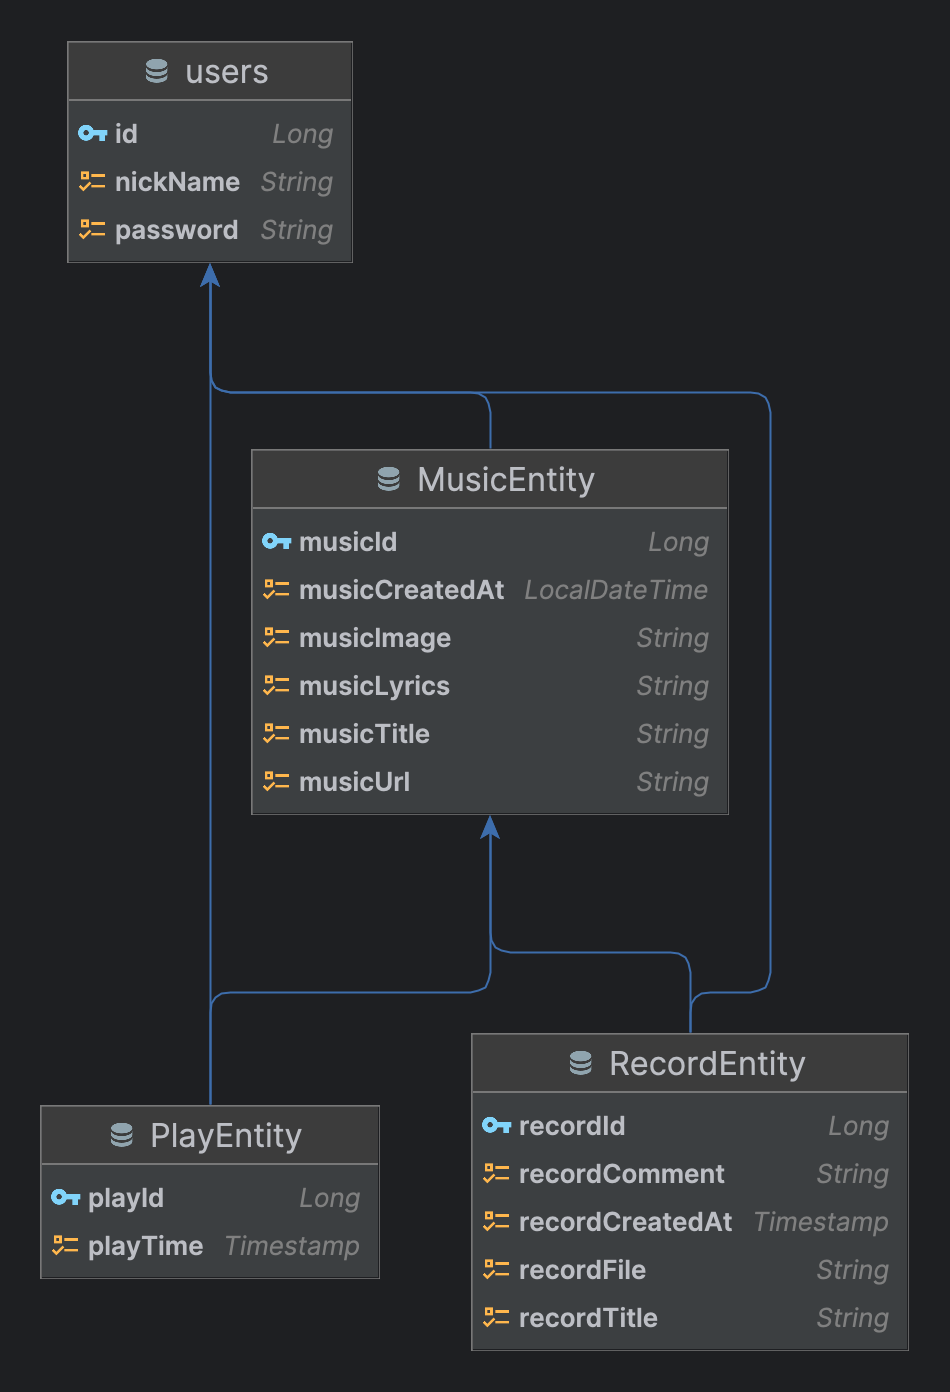 users
id Long
nickName String
password String
MusicEntity
musicId Long
musicCreatedAt LocalDateTime
musicImage String
musicLyrics String
musicTitle String
musicUrl String
RecordEntity
recordId Long
recordComment String
recordCreatedAt Timestamp
recordFile String
recordTitle String
PlayEntity
playId Long
playTime Timestamp